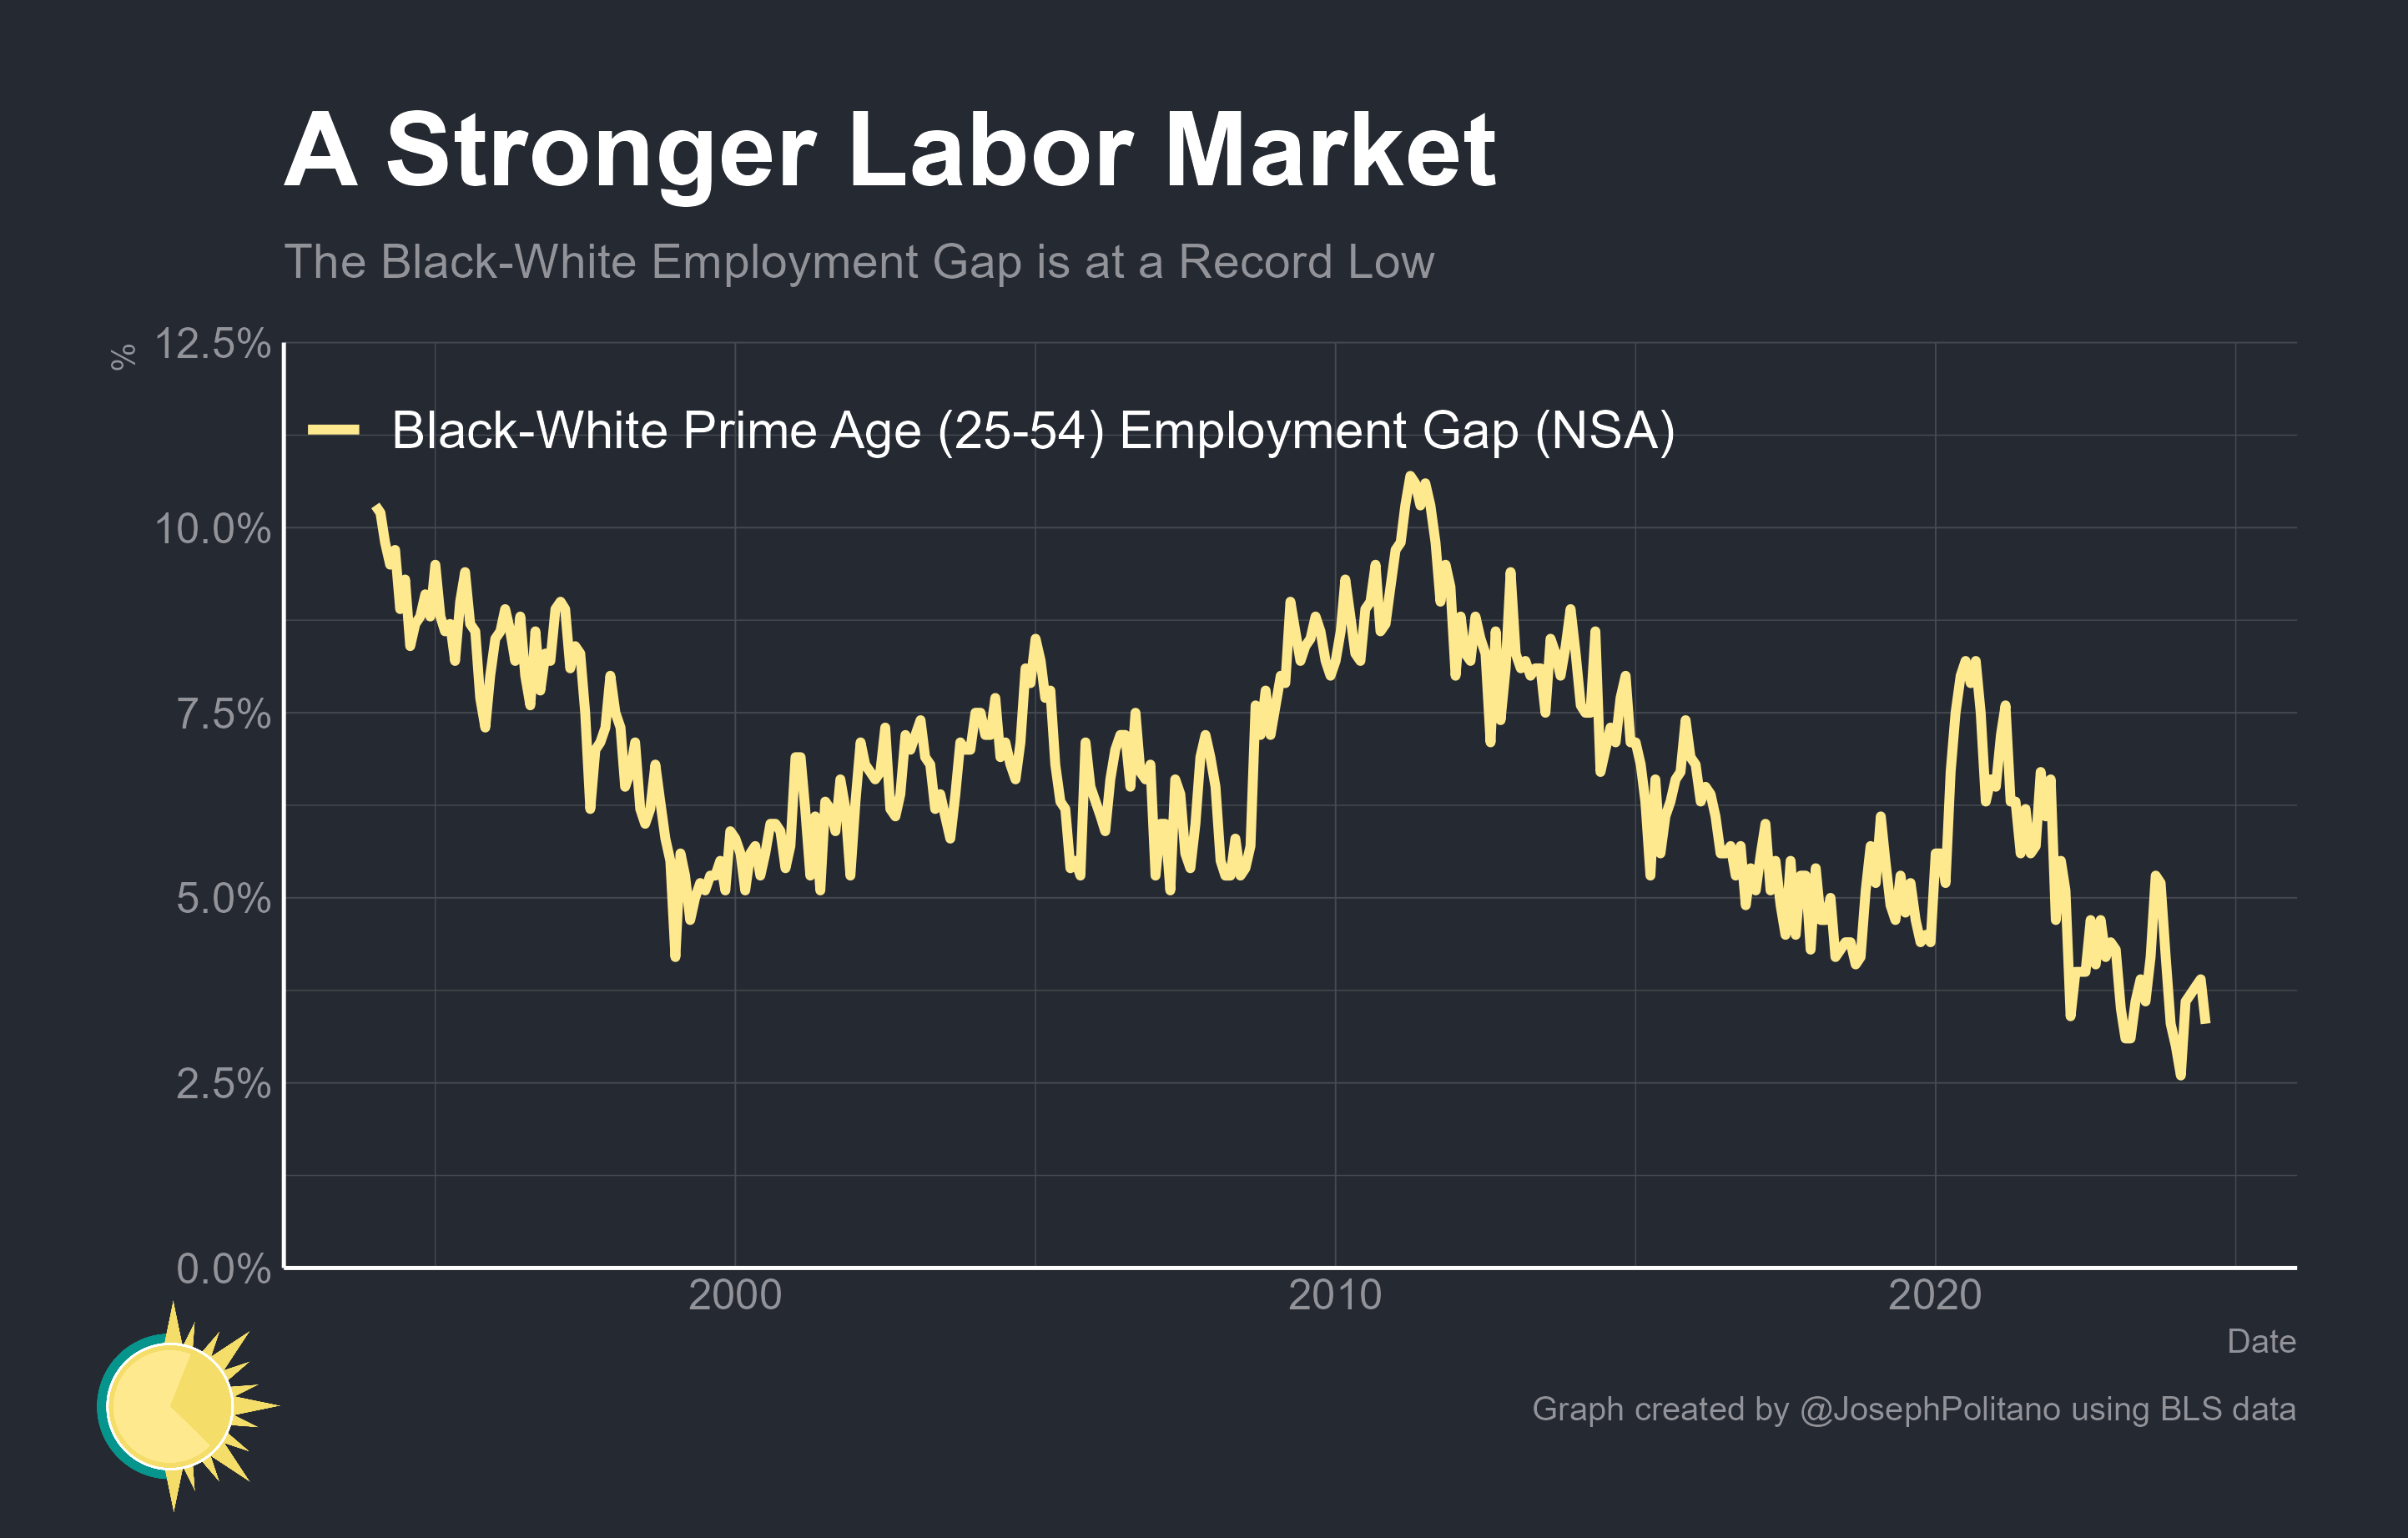 A Stronger Labor Market
The Black-White Employment Gap is at a Record Low
%
12.5%
Black-White Prime Age (25-54) Employment Gap (NSA)
10.0%
7.5%
5.0%
2.5%
0.0%
2000
2010
2020
Date
Graph created by @JosephPolitano using BLS data